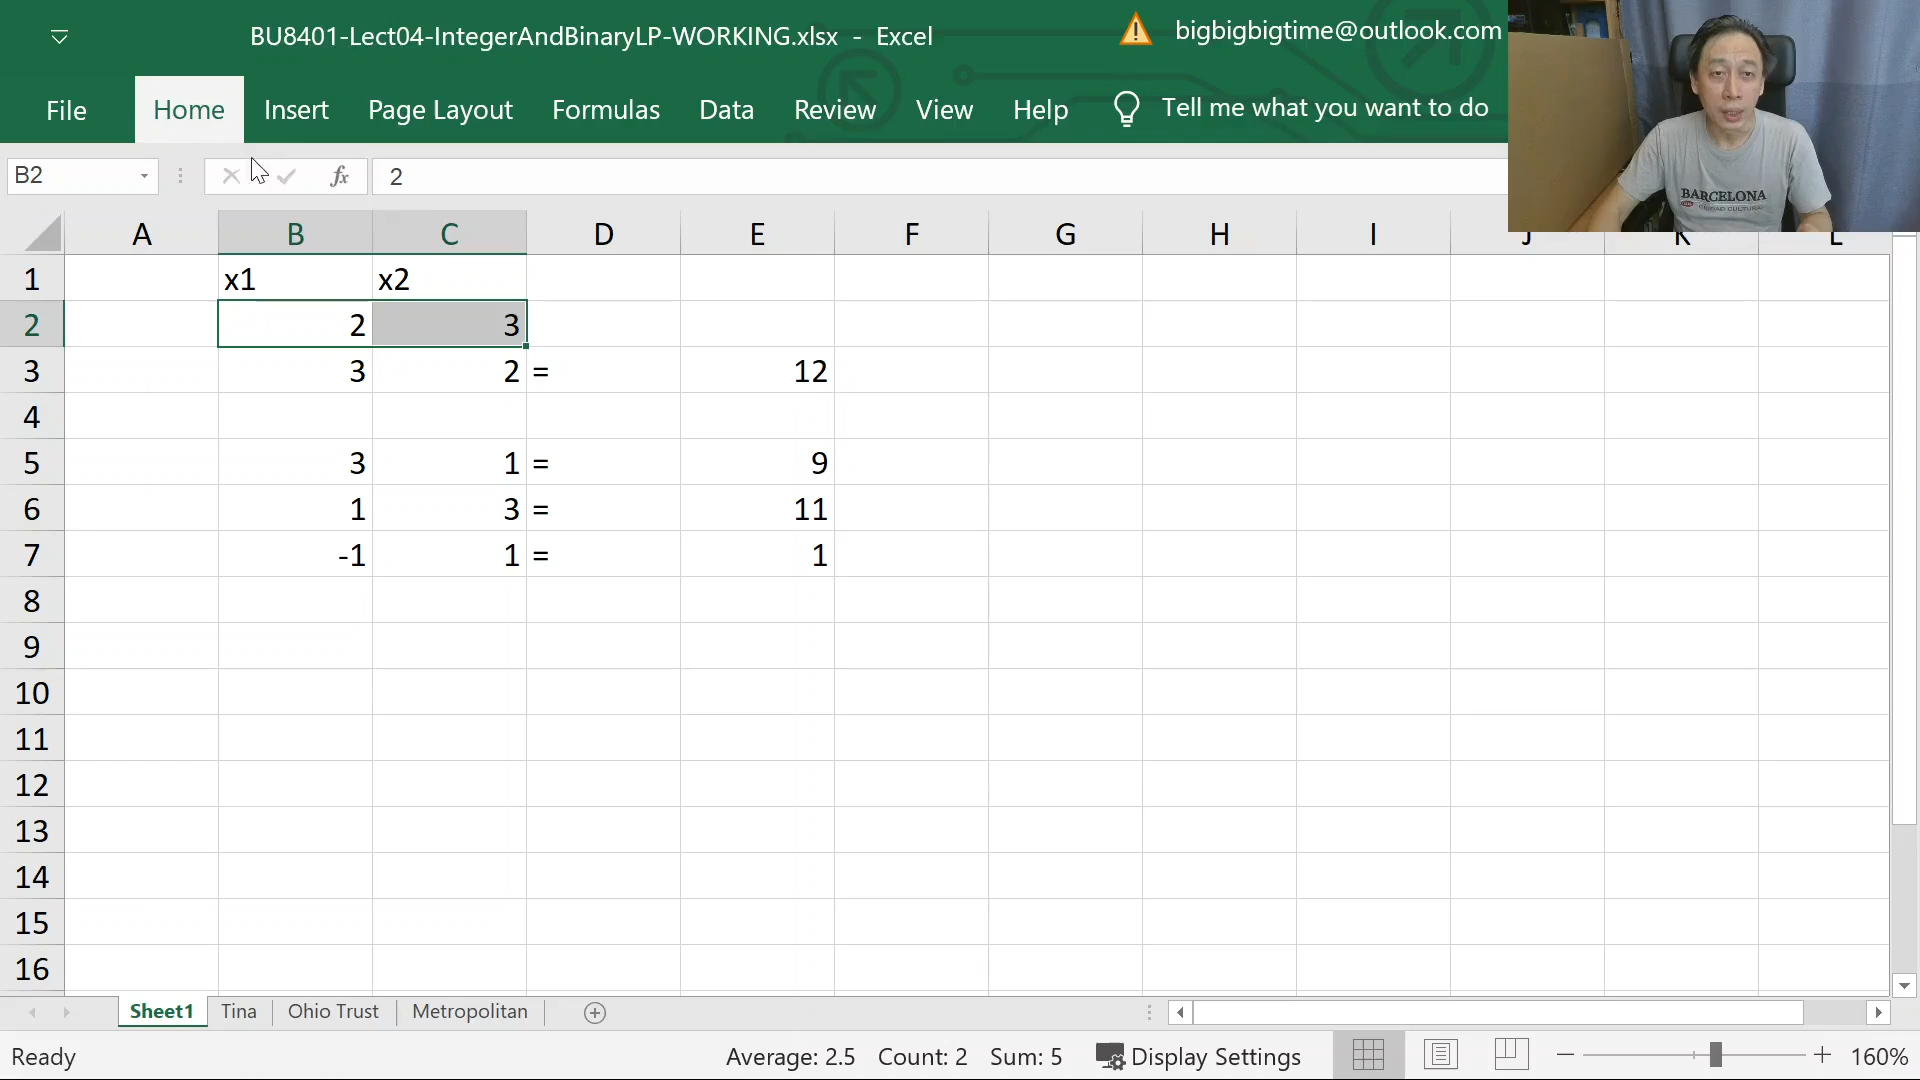 BU8401-Lect04-IntegerAndBinaryLP-WORKING.xlsx - Excel
bigbigbigtime@outlook.com
File Home Insert Page Layout Formulas Data Review View Help Tell me what you want to do
B2 fx 2
BARCELONA
A B C D E F G H I J K L
1 x1 x2
2 2 3
3 3 2 = 12
4
5 3 1 = 9
6 1 3 = 11
7 -1 1 = 1
8
9
10
11
12
13
14
15
16
Sheet1 Tina Ohio Trust Metropolitan
Ready Average: 2.5 Count: 2 Sum: 5 Display Settings 160%